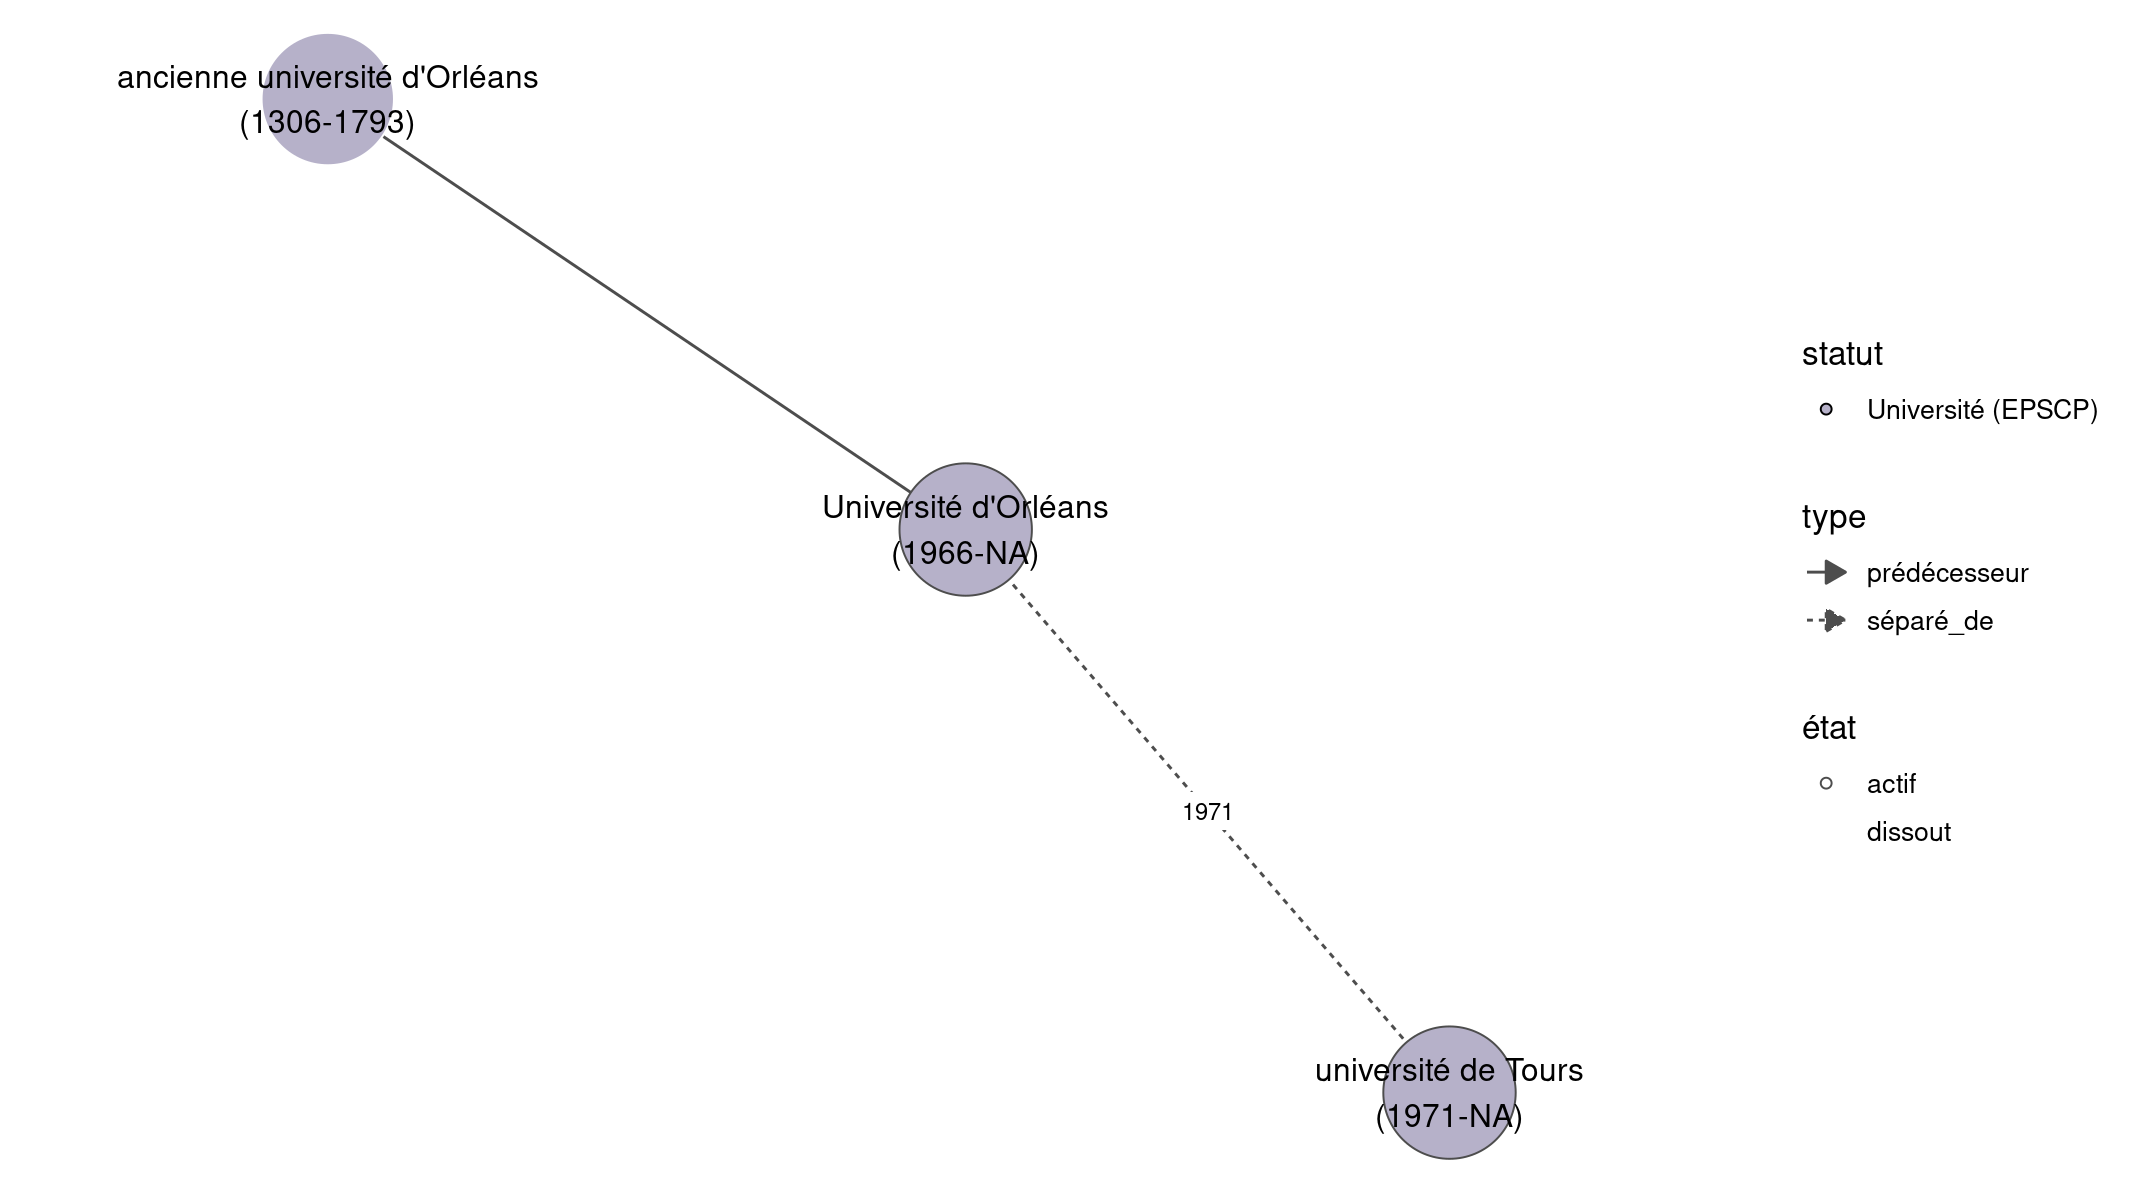 ancienne université d'Orléans
(1306-1793)
Université d'Orléans
(1966-NA)
1971
université de Tours
(1971-NA)
statut
Université (EPSCP)
type
prédécesseur
séparé_de
état
actif
dissout